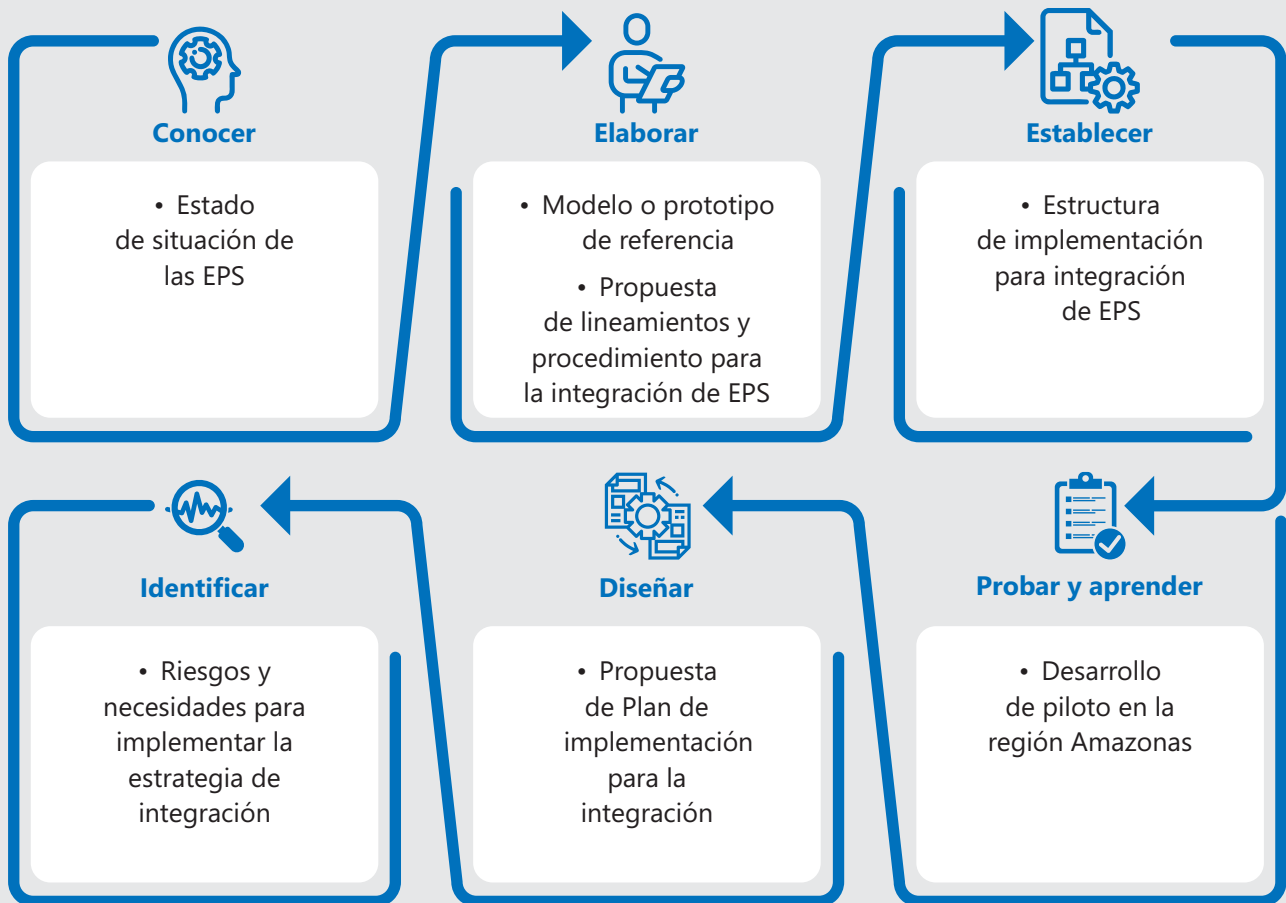 Conocer
• Estado
de situación de
las EPS
Elaborar
• Modelo o prototipo
de referencia
• Propuesta
de lineamientos y
procedimiento para
la integración de EPS
Establecer
• Estructura
de implementación
para integración
de EPS
Probar y aprender
• Desarrollo
de piloto en la
región Amazonas
Diseñar
• Propuesta
de Plan de
implementación
para la
integración
Identificar
• Riesgos y
necesidades para
implementar la
estrategia de
integración